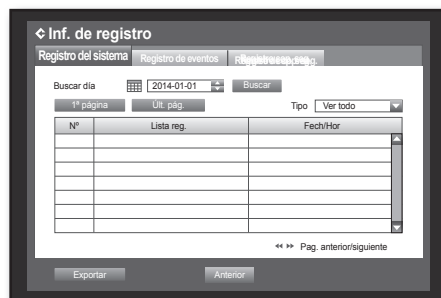 Inf. de registro
Registro del sistema Registro de eventos
Buscar día 2014-01-01 Buscar
1ª página Últ. pág. Tipo Ver todo
Nº Lista reg. Fech/Hor
Pag. anterior/siguiente
Exportar Anterior